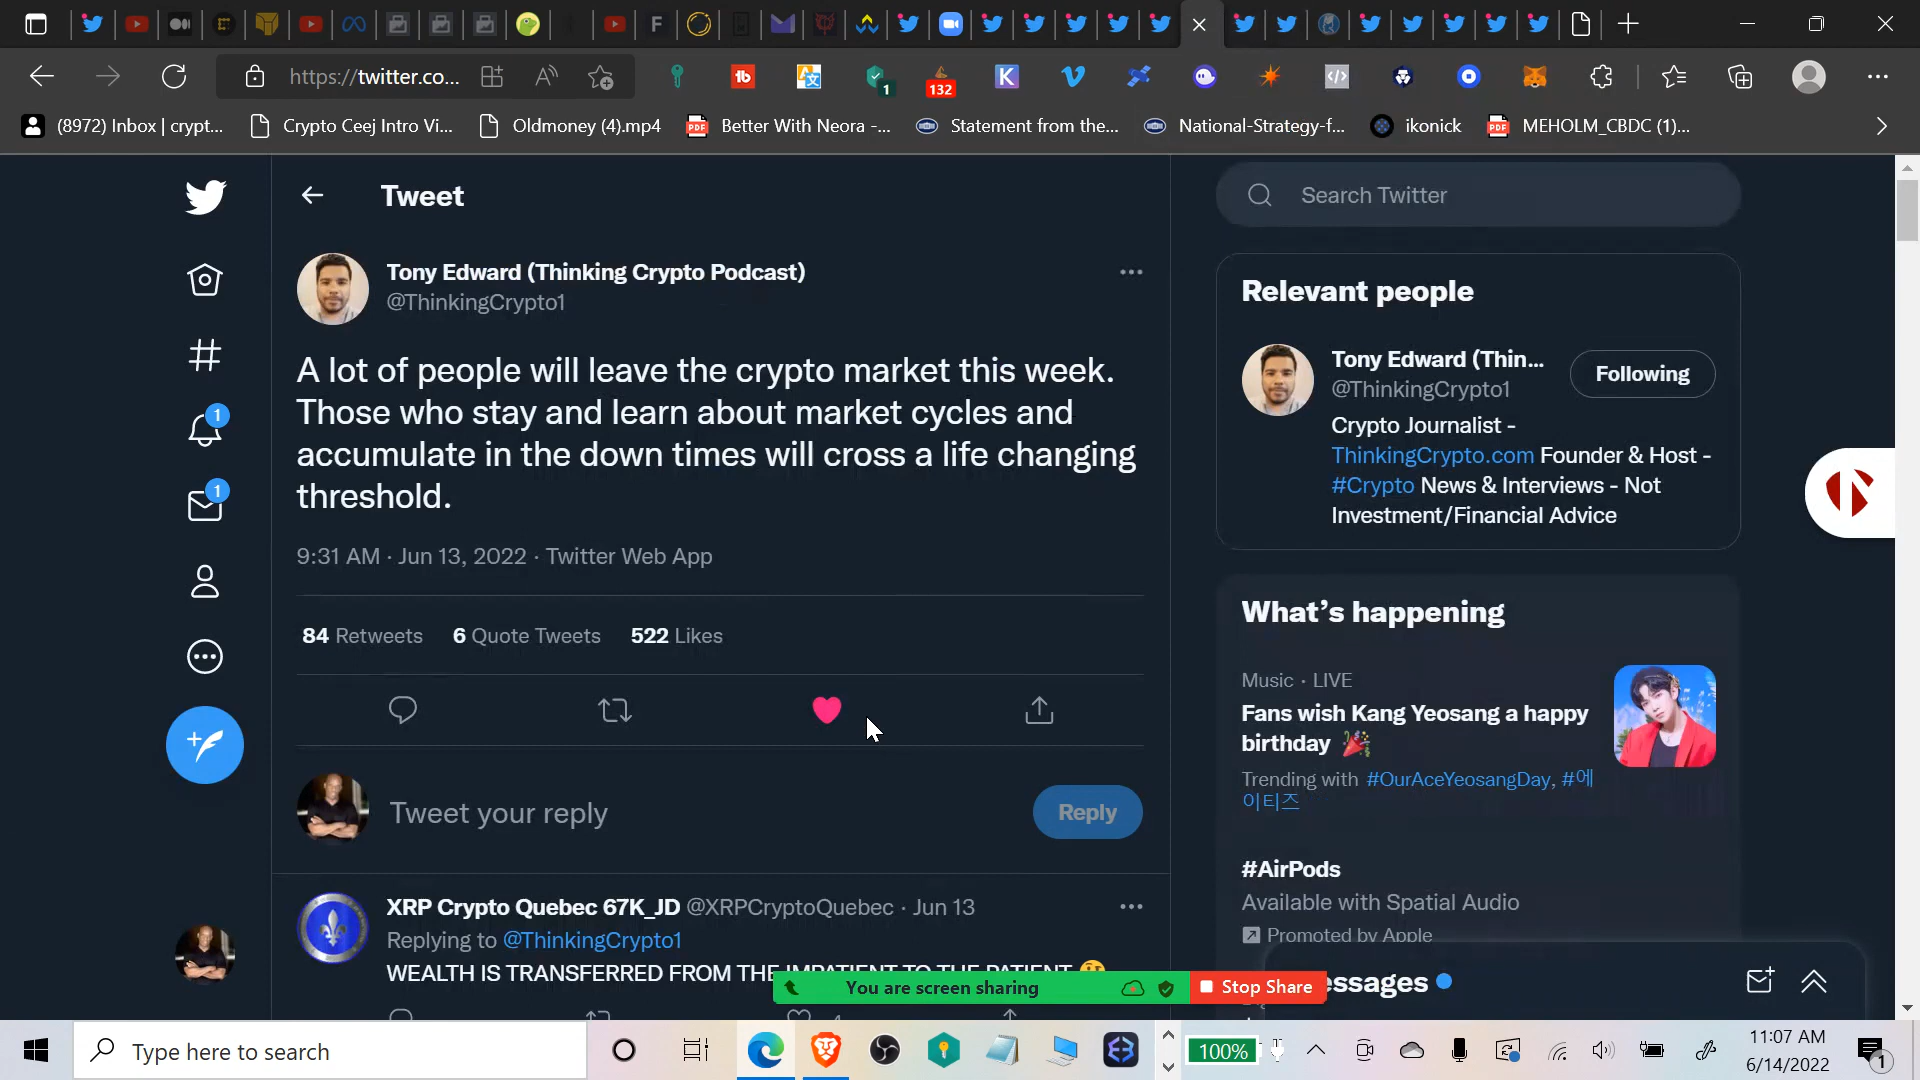 https://twitter.co...
1
132
(8972) Inbox | crypt...
Crypto Ceej Intro Vi...
Oldmoney (4).mp4
Better With Neora -...
Statement from the...
National-Strategy-f...
ikonick
MEHOLM_CBDC (1)...
Tweet
Search Twitter
Tony Edward (Thinking Crypto Podcast)
@ThinkingCrypto1
A lot of people will leave the crypto market this week.
Those who stay and learn about market cycles and
accumulate in the down times will cross a life changing
threshold.
9:31 AM · Jun 13, 2022 · Twitter Web App
84 Retweets 6 Quote Tweets 522 Likes
Tweet your reply
Reply
XRP Crypto Quebec 67K_JD @XRPCryptoQuebec · Jun 13
Replying to @ThinkingCrypto1
WEALTH IS TRANSFERRED FROM THE IMPATIENT TO THE PATIENT
1
1
Relevant people
Tony Edward (Thin...
@ThinkingCrypto1
Following
Crypto Journalist -
ThinkingCrypto.com Founder & Host -
#Crypto News & Interviews - Not
Investment/Financial Advice
What's happening
Music · LIVE
Fans wish Kang Yeosang a happy
birthday
Trending with #OurAceYeosangDay, #에
이티즈
#AirPods
Available with Spatial Audio
Promoted by Apple
essages
You are screen sharing
Stop Share
Type here to search
100%
11:07 AM
6/14/2022
1